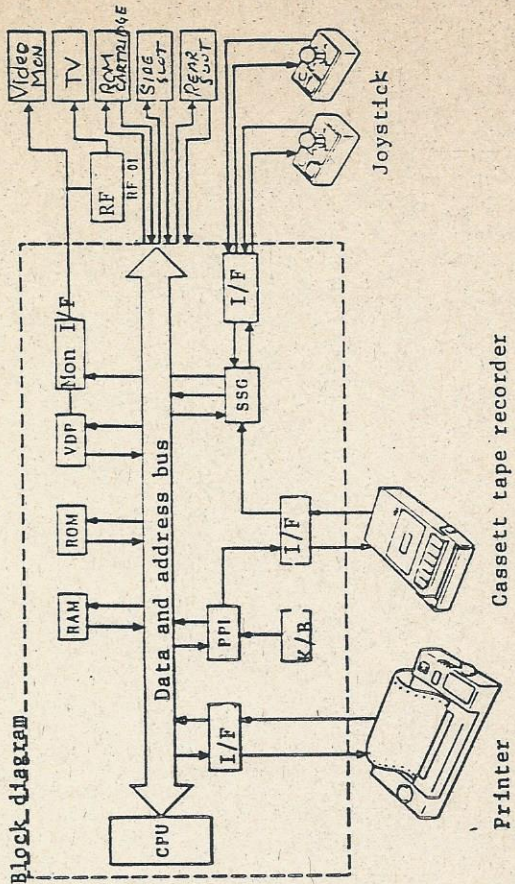 Block diagram
Video
MON
TV
ROM
CARTRIDGE
SIDE
SLOT
REAR
SLOT
RF
RF 01
Mon I/F
VDP
ROM
RAM
CPU
Data and address bus
I/F
SSG
PPI
I/F
K/B
I/F
Joystick
Cassett tape recorder
Printer